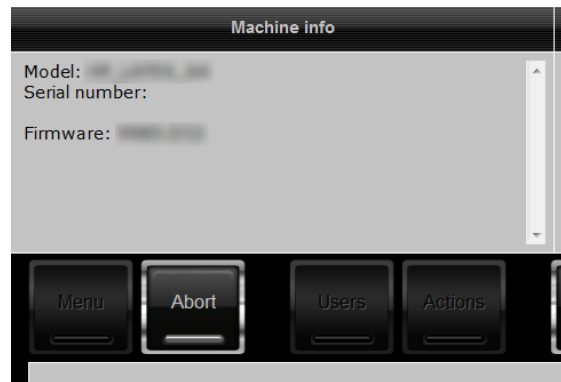 Machine info
Model:
Serial number:
Firmware:
Menu
Abort
Users
Actions